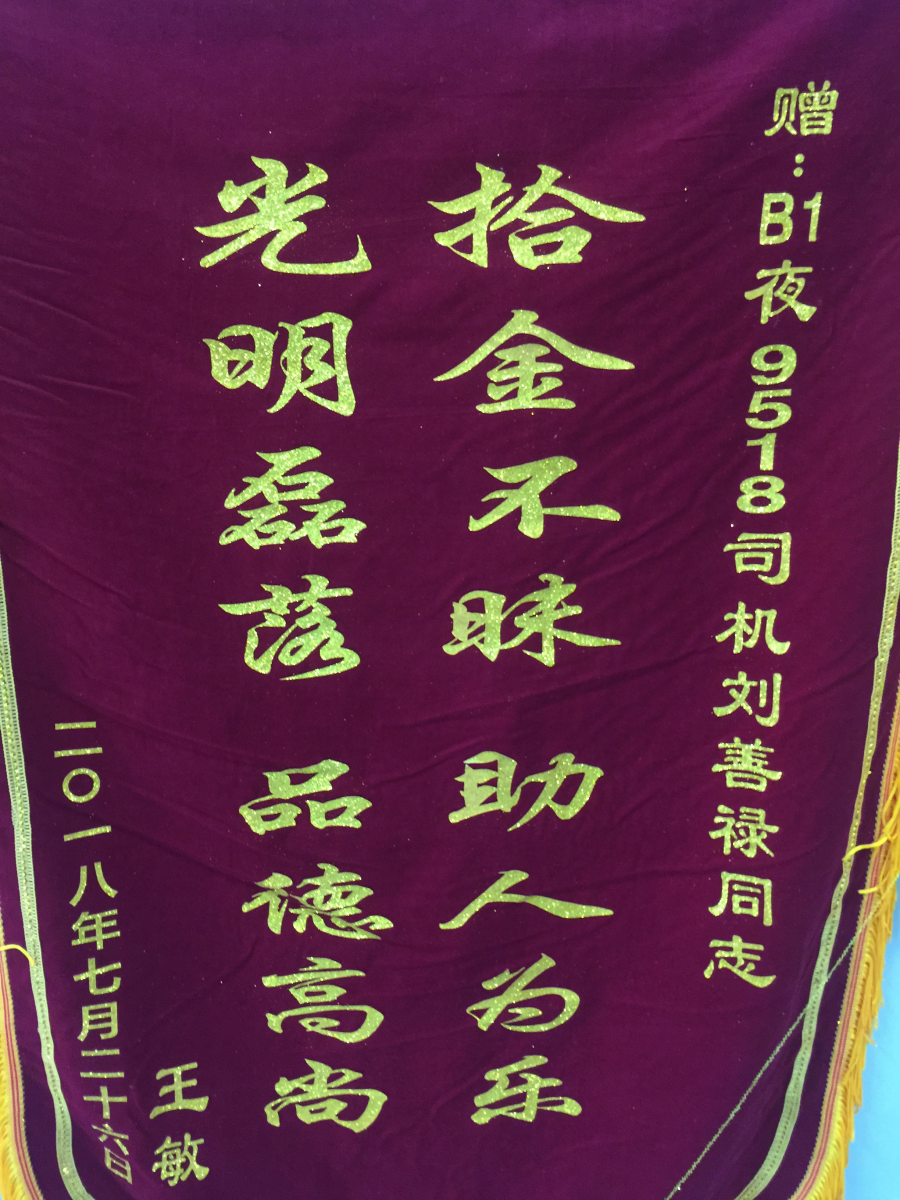 赠：B1夜9518司机刘善禄同志
拾金不昧 助人为乐
光明磊落 品德高尚
王敏
二〇一八年七月二十六日